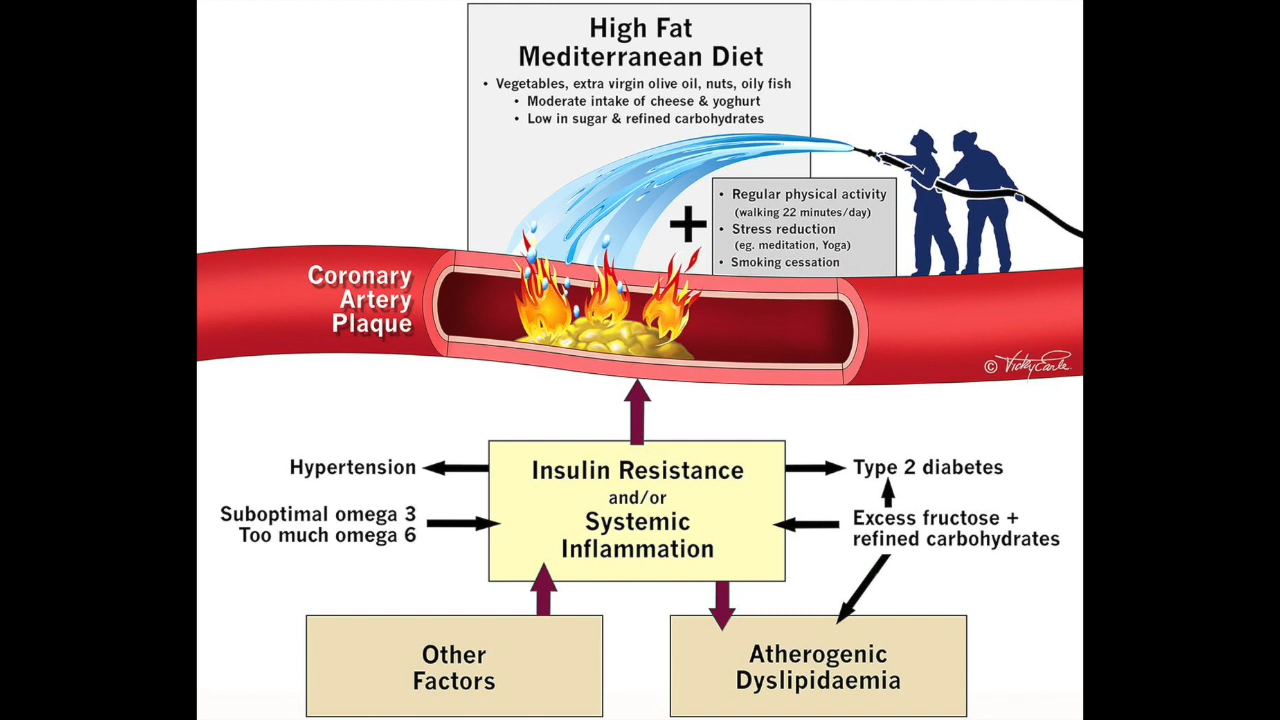 High Fat
Mediterranean Diet
• Vegetables, extra virgin olive oil, nuts, oily fish
• Moderate intake of cheese & yoghurt
• Low in sugar & refined carbohydrates
+
• Regular physical activity
(walking 22 minutes/day)
• Stress reduction
(eg. meditation, Yoga)
• Smoking cessation
Coronary
Artery
Plaque
© Vicky Earle.
Hypertension
Insulin Resistance
and/or
Systemic
Inflammation
Type 2 diabetes
Suboptimal omega 3
Too much omega 6
Excess fructose +
refined carbohydrates
Other
Factors
Atherogenic
Dyslipidaemia